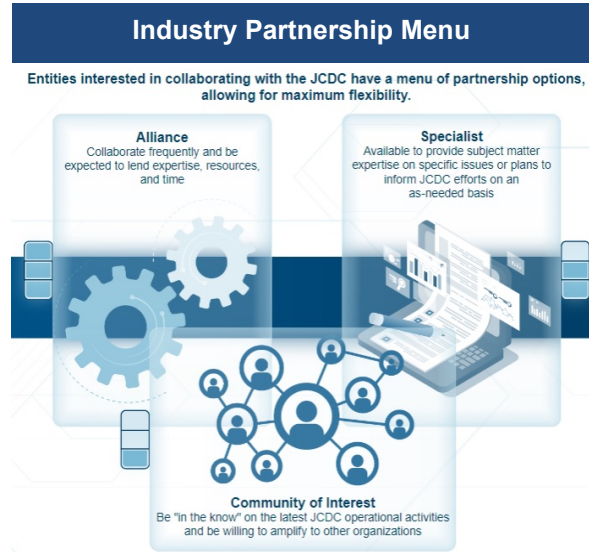 Industry Partnership Menu
Entities interested in collaborating with the JCDC have a menu of partnership options,
allowing for maximum flexibility.
Alliance
Collaborate frequently and be
expected to lend expertise, resources,
and time
Specialist
Available to provide subject matter
expertise on specific issues or plans to
inform JCDC efforts on an
as-needed basis
Community of Interest
Be "in the know" on the latest JCDC operational activities
and be willing to amplify to other organizations